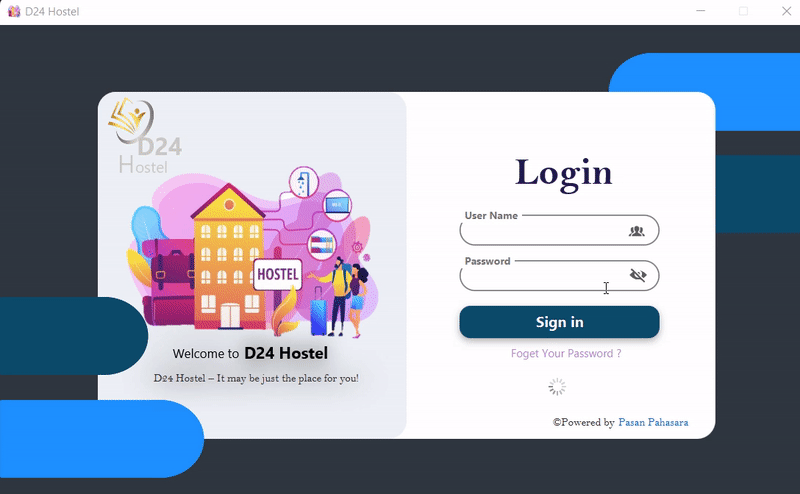 D24 Hostel
D24
Hostel
HOSTEL
Welcome to D24 Hostel
D24 Hostel – It may be just the place for you!
Login
User Name
Password
Sign in
Foget Your Password ?
©Powered by Pasan Pahasara